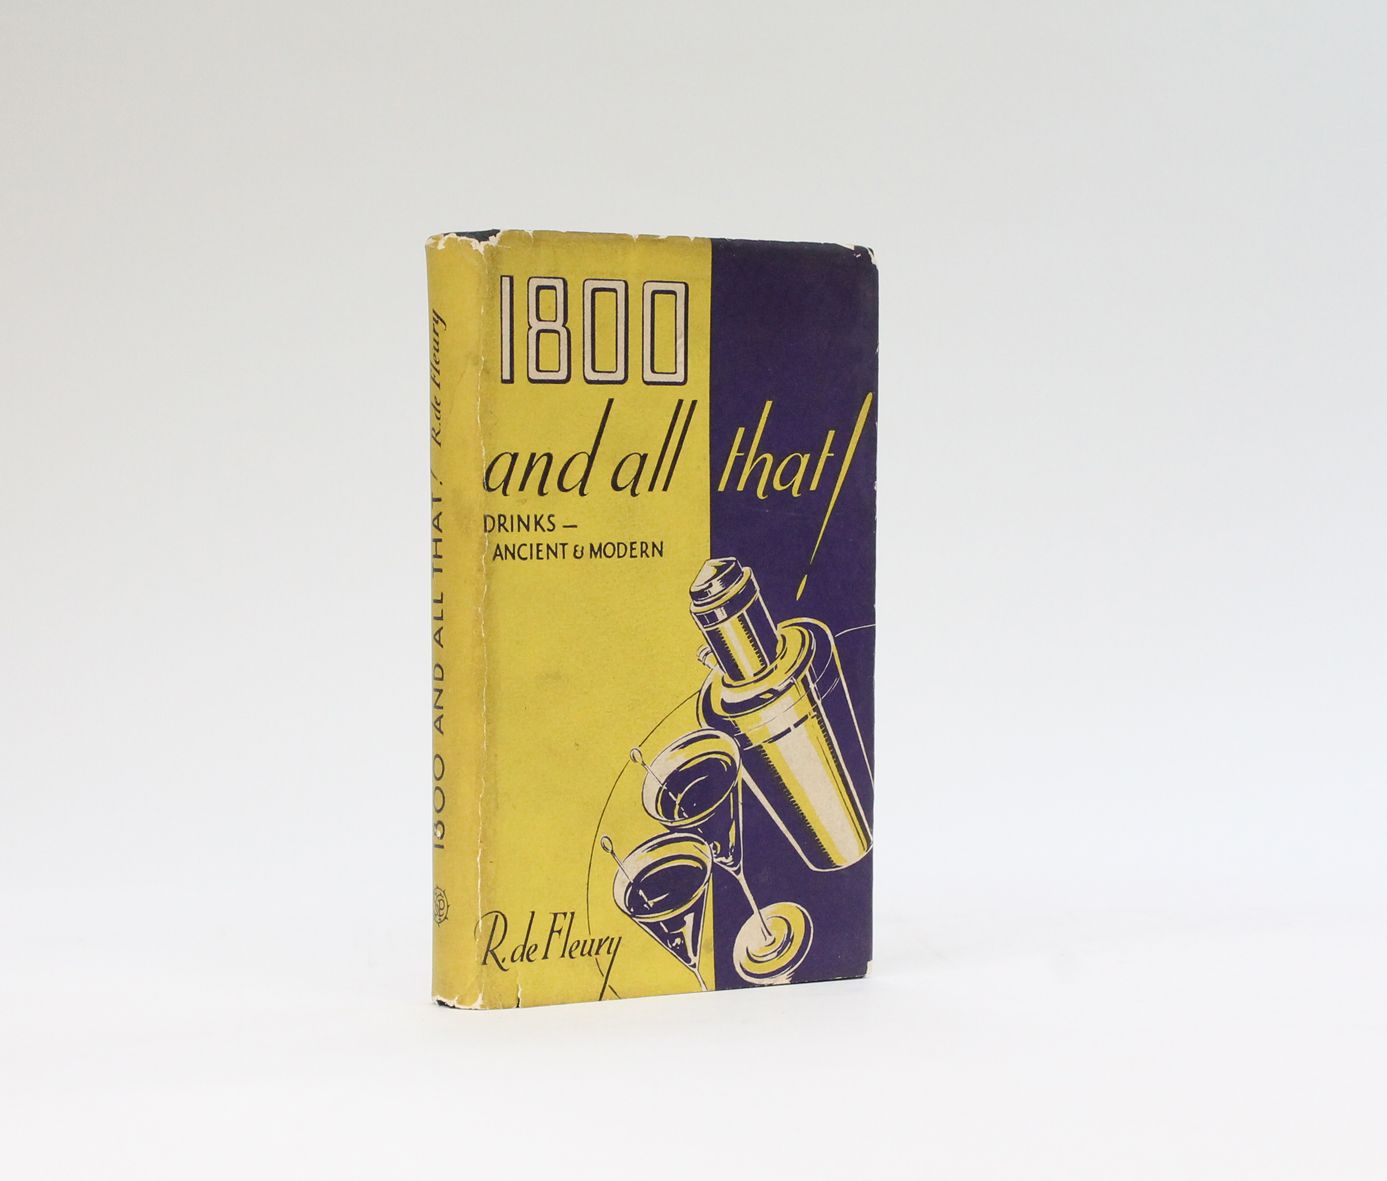 1800
and all that!
DRINKS –
ANCIENT & MODERN
R. de Fleury
1800 AND ALL THAT! R. de Fleury